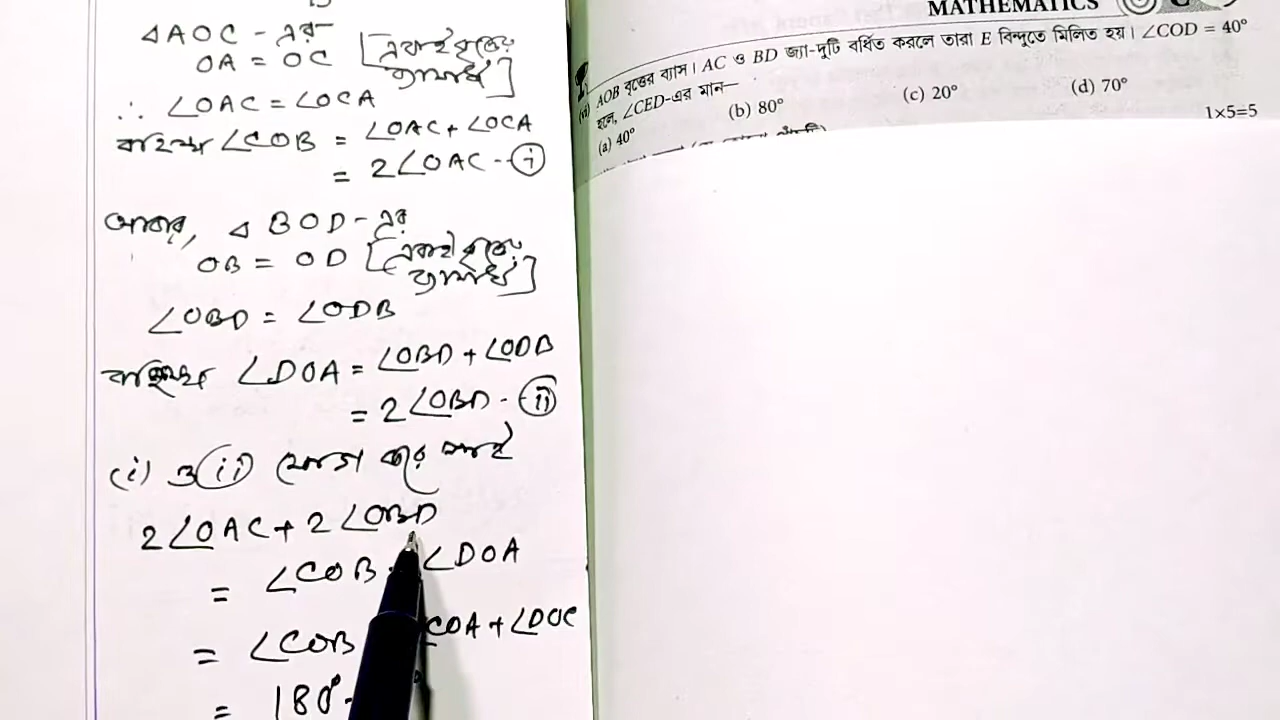 △AOC-এর
OA = OC [একই বৃত্তের
ব্যাসার্ধ]
∴ ∠OAC = ∠OCA
বহিঃস্থ ∠COB = ∠OAC + ∠OCA
= 2∠OAC - (i)
আবার, △ BOD-এর
OB = OD [একই বৃত্তের
ব্যাসার্ধ]
∠OBD = ∠ODB
বহিঃস্থ ∠DOA = ∠OBD + ∠ODB
= 2∠OBD - (ii)
(i) ও (ii) যোগ করে পাই
2∠OAC + 2∠OBD
= ∠COB ∠DOA
= ∠COB COA + ∠DOC
= 180°
MATHEMATICS
(vii) AOB বৃত্তের ব্যাস। AC ও BD জ্যা-দুটি বর্ধিত করলে তারা E বিন্দুতে মিলিত হয়। ∠COD = 40°
হলে, ∠CED-এর মান—
(a) 40° (b) 80° (c) 20° (d) 70°
1×5=5